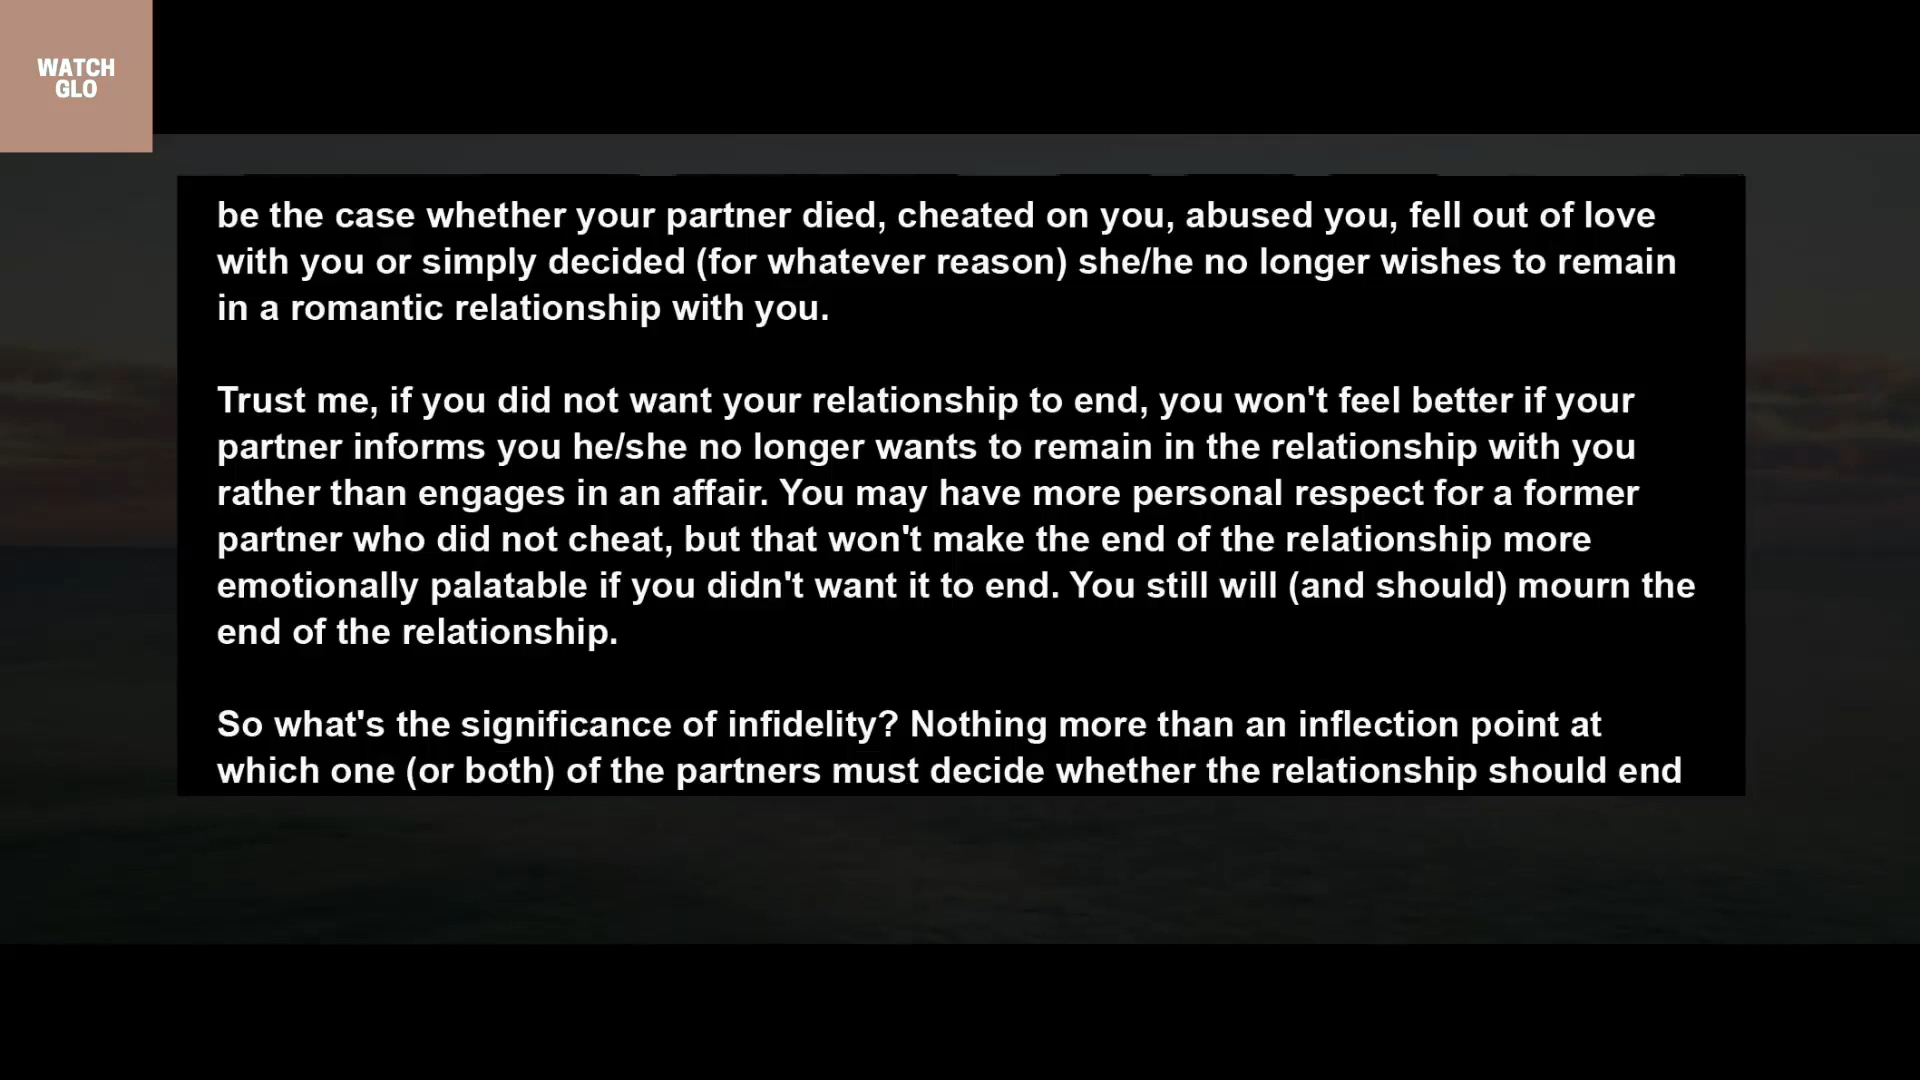 WATCH
GLO
be the case whether your partner died, cheated on you, abused you, fell out of love
with you or simply decided (for whatever reason) she/he no longer wishes to remain
in a romantic relationship with you.
Trust me, if you did not want your relationship to end, you won't feel better if your
partner informs you he/she no longer wants to remain in the relationship with you
rather than engages in an affair. You may have more personal respect for a former
partner who did not cheat, but that won't make the end of the relationship more
emotionally palatable if you didn't want it to end. You still will (and should) mourn the
end of the relationship.
So what's the significance of infidelity? Nothing more than an inflection point at
which one (or both) of the partners must decide whether the relationship should end